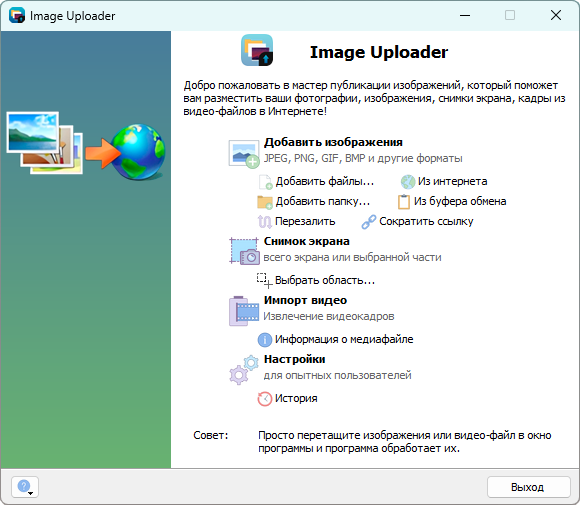 Image Uploader
Image Uploader
Добро пожаловать в мастер публикации изображений, который поможет
вам разместить ваши фотографии, изображения, снимки экрана, кадры из
видео-файлов в Интернете!
Добавить изображения
JPEG, PNG, GIF, BMP и другие форматы
Добавить файлы... Из интернета
Добавить папку... Из буфера обмена
Перезалить Сократить ссылку
Снимок экрана
всего экрана или выбранной части
Выбрать область...
Импорт видео
Извлечение видеокадров
Информация о медиафайле
Настройки
для опытных пользователей
История
Совет: Просто перетащите изображения или видео-файл в окно
программы и программа обработает их.
Выход